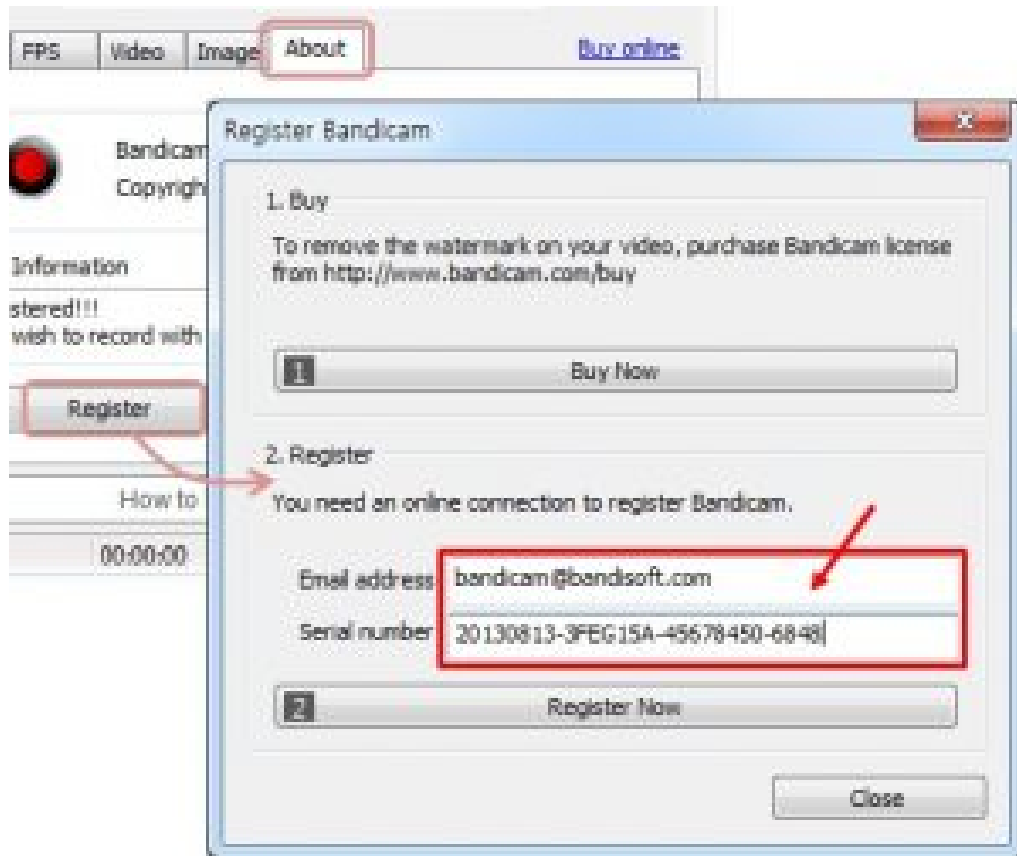 FPS Video Image About Buy online
Register Bandicam
Bandicam
Copyrigh
1. Buy
To remove the watermark on your video, purchase Bandicam license
from http://www.bandicam.com/buy
Information
stered!!!
wish to record with
1 Buy Now
Register
2. Register
You need an online connection to register Bandicam.
How to
00:00:00
Email address bandicam@bandisoft.com
Serial number 20130813-3FEG15A-45678450-6848
2 Register Now
Close